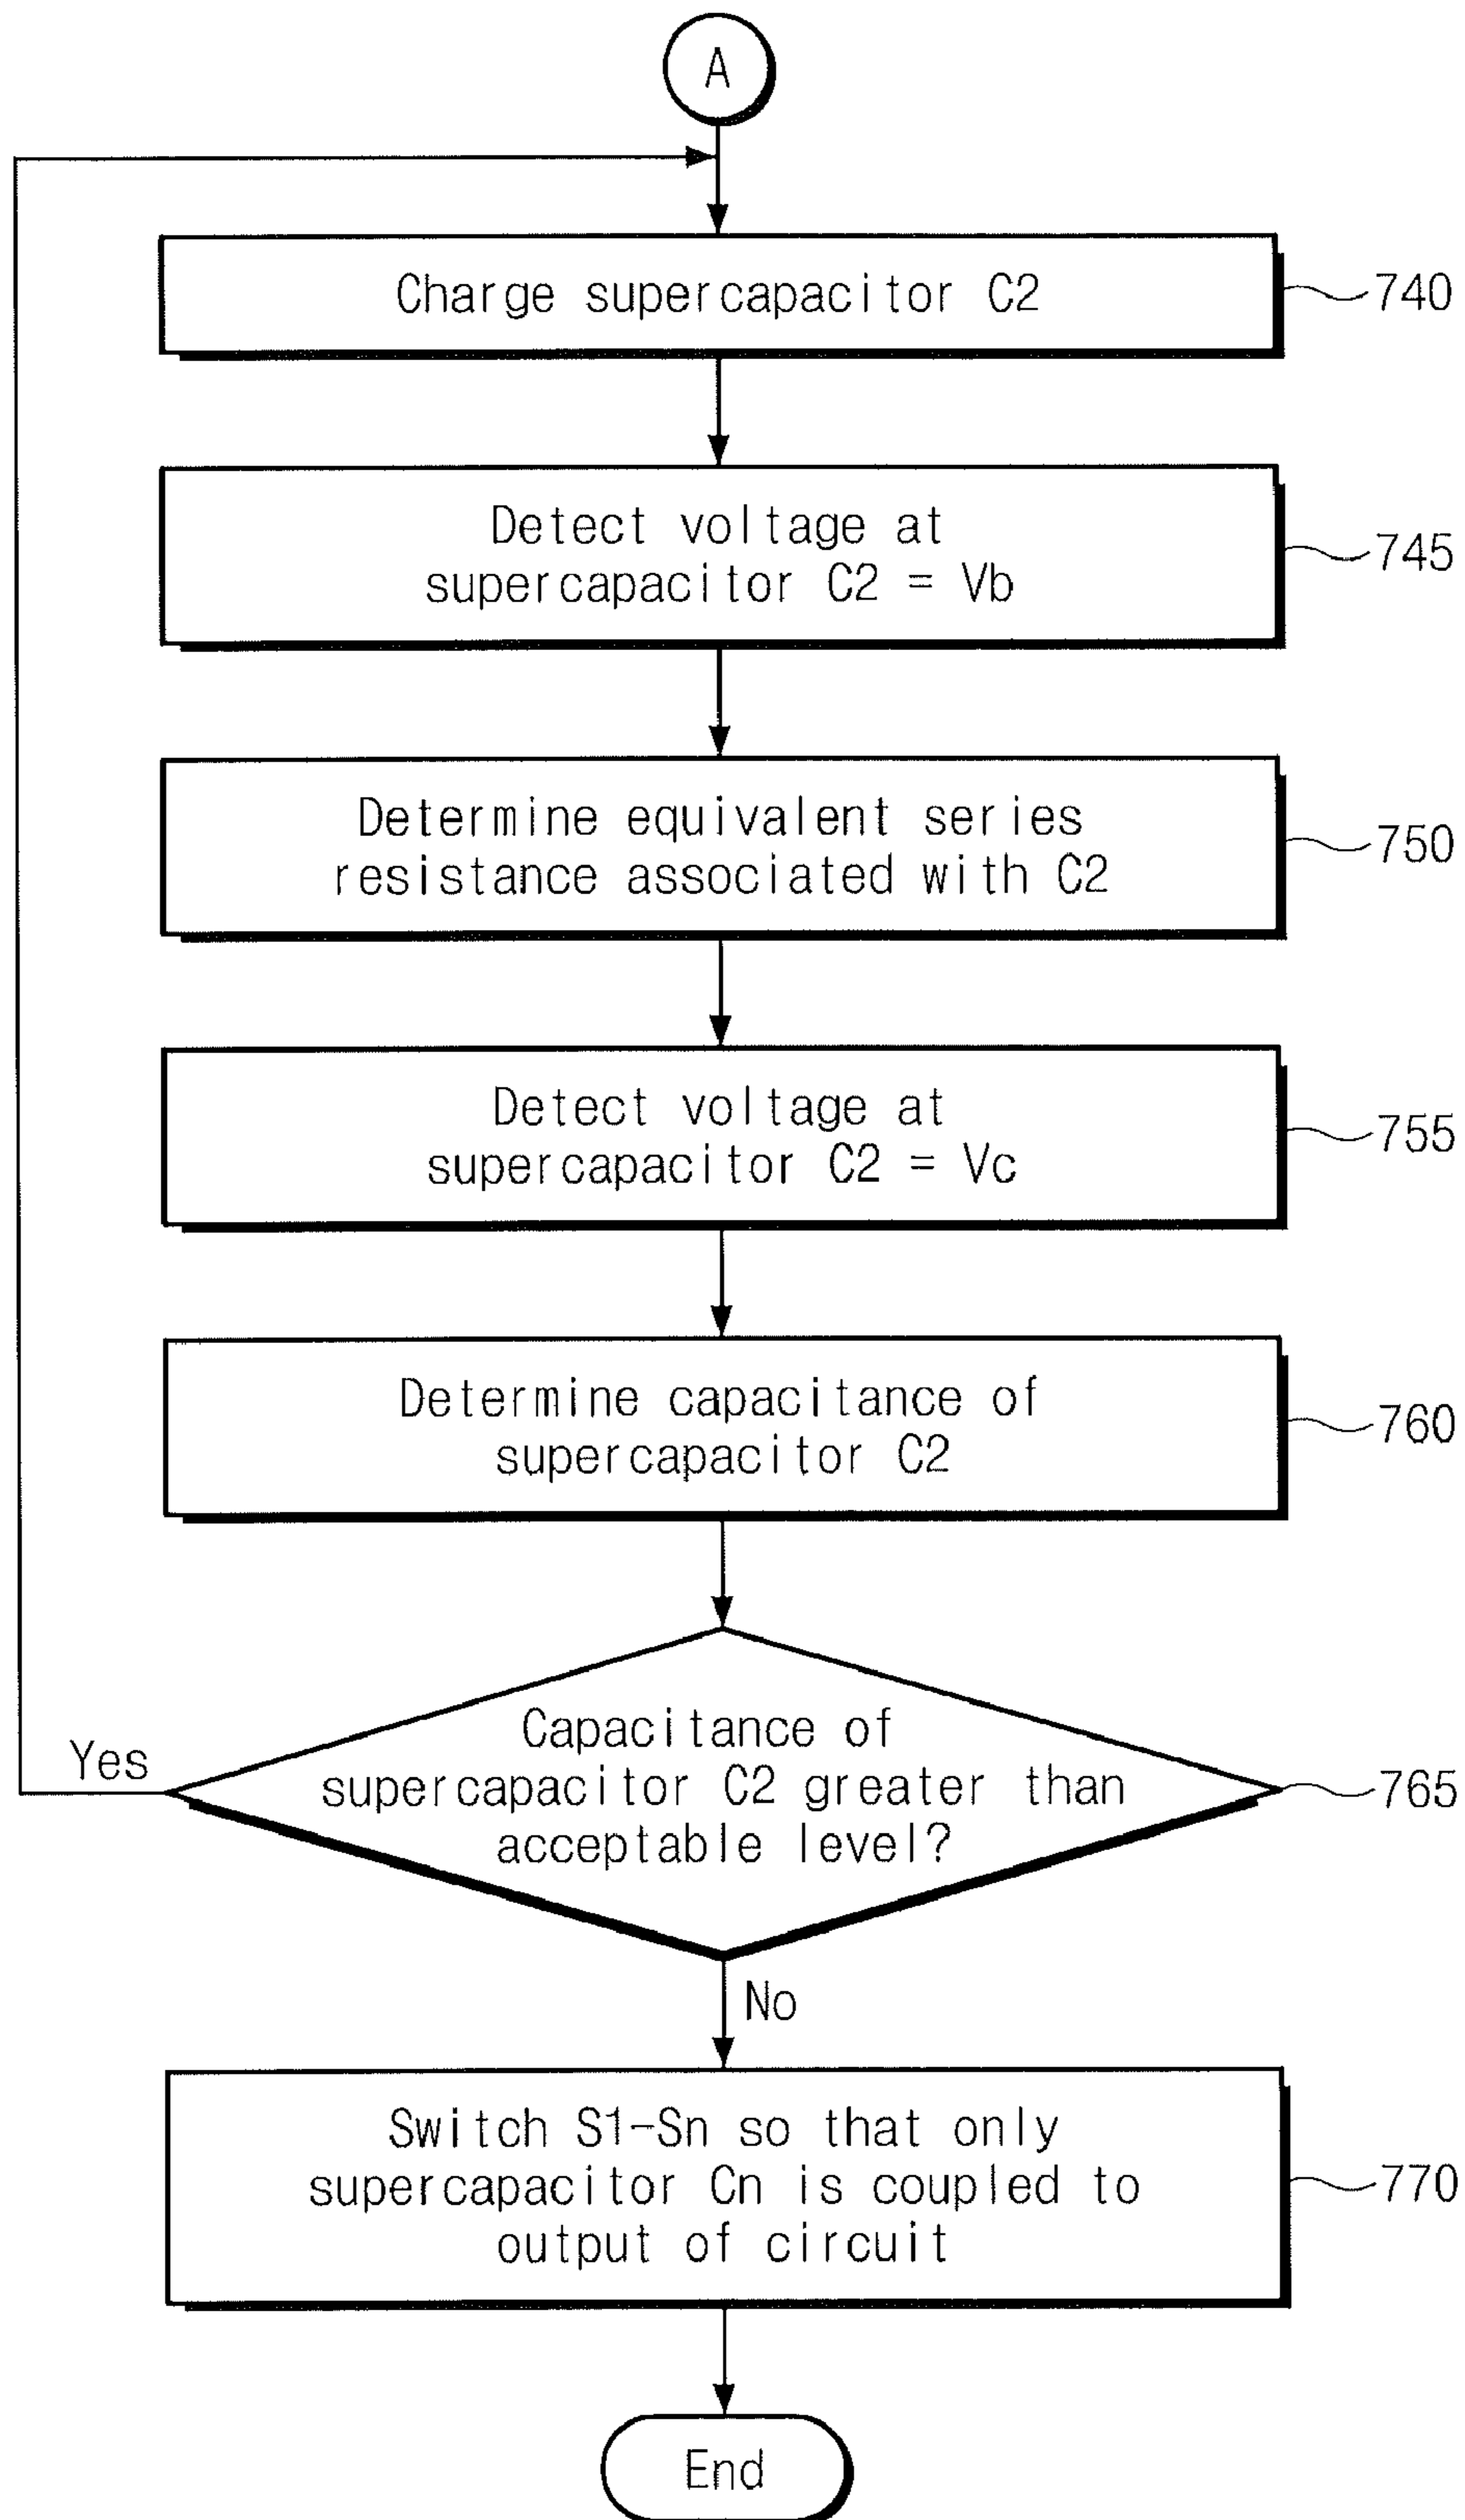 A
Charge supercapacitor C2
740
Detect voltage at
supercapacitor C2 = Vb
745
Determine equivalent series
resistance associated with C2
750
Detect voltage at
supercapacitor C2 = Vc
755
Determine capacitance of
supercapacitor C2
760
Capacitance of
supercapacitor C2 greater than
acceptable level?
765
Yes
No
Switch S1-Sn so that only
supercapacitor Cn is coupled to
output of circuit
770
End